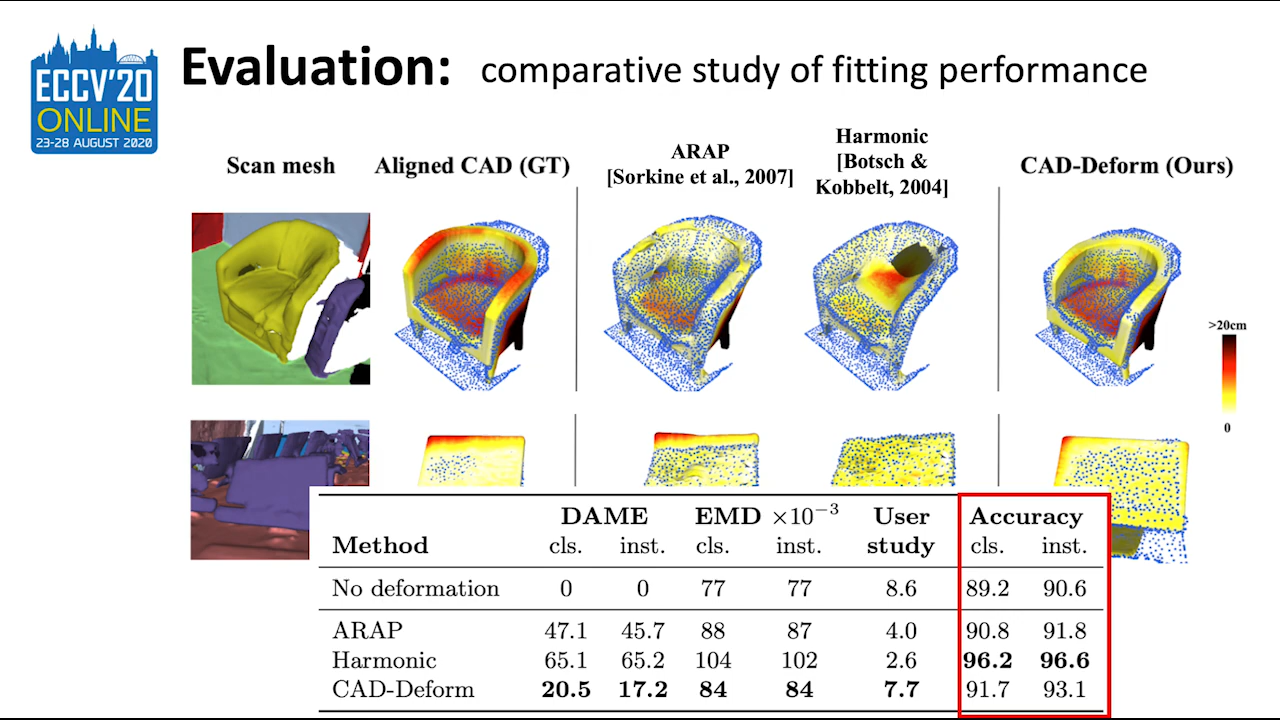 ECCV'20
ONLINE
23-28 AUGUST 2020
Evaluation: comparative study of fitting performance
Scan mesh
Aligned CAD (GT)
ARAP
[Sorkine et al., 2007]
Harmonic
[Botsch &
Kobbelt, 2004]
CAD-Deform (Ours)
>20cm
0
DAME EMD ×10⁻³ User Accuracy
Method cls. inst. cls. inst. study cls. inst.
No deformation 0 0 77 77 8.6 89.2 90.6
ARAP 47.1 45.7 88 87 4.0 90.8 91.8
Harmonic 65.1 65.2 104 102 2.6 96.2 96.6
CAD-Deform 20.5 17.2 84 84 7.7 91.7 93.1